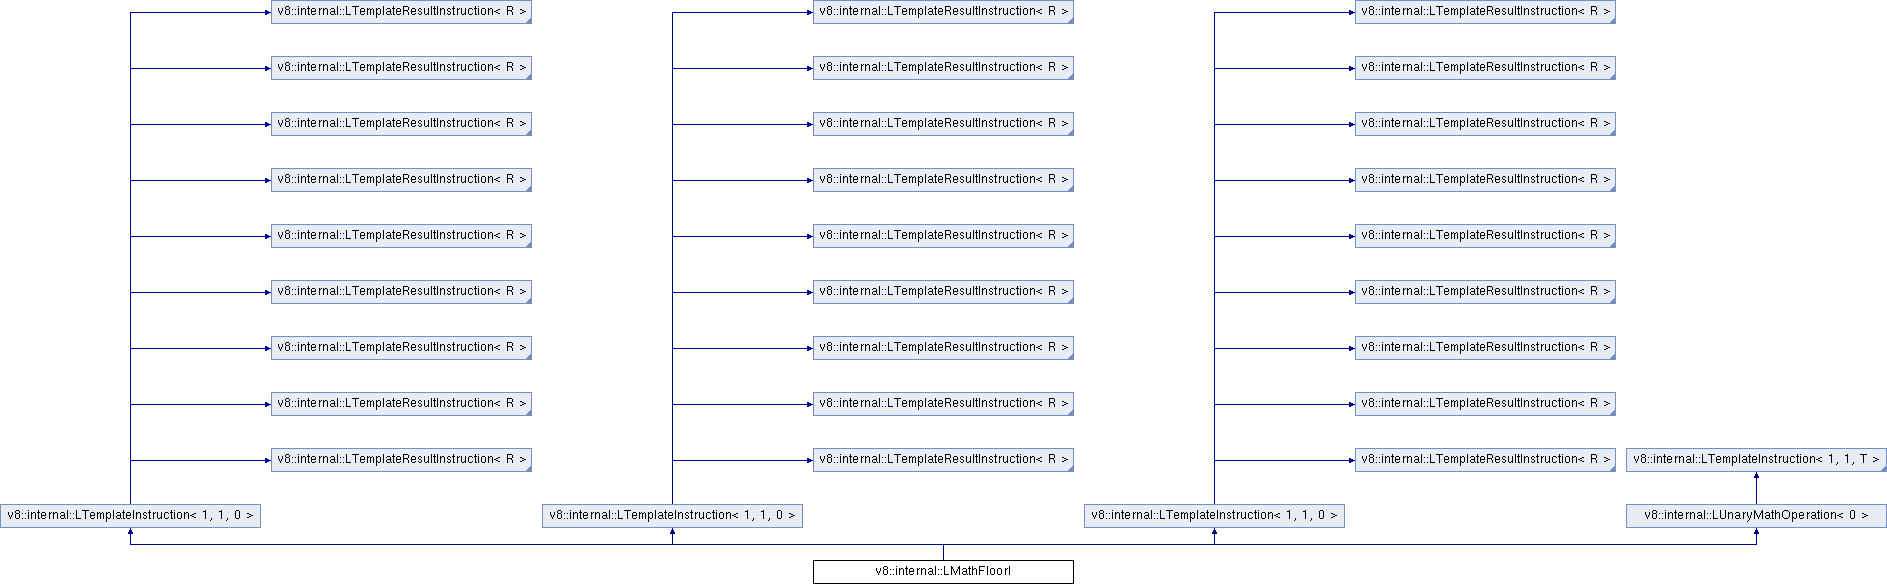 v8::internal::LTemplateResultInstruction< R > v8::internal::LTemplateResultInstruction< R > v8::internal::LTemplateResultInstruction< R >
v8::internal::LTemplateResultInstruction< R > v8::internal::LTemplateResultInstruction< R > v8::internal::LTemplateResultInstruction< R >
v8::internal::LTemplateResultInstruction< R > v8::internal::LTemplateResultInstruction< R > v8::internal::LTemplateResultInstruction< R >
v8::internal::LTemplateResultInstruction< R > v8::internal::LTemplateResultInstruction< R > v8::internal::LTemplateResultInstruction< R >
v8::internal::LTemplateResultInstruction< R > v8::internal::LTemplateResultInstruction< R > v8::internal::LTemplateResultInstruction< R >
v8::internal::LTemplateResultInstruction< R > v8::internal::LTemplateResultInstruction< R > v8::internal::LTemplateResultInstruction< R >
v8::internal::LTemplateResultInstruction< R > v8::internal::LTemplateResultInstruction< R > v8::internal::LTemplateResultInstruction< R >
v8::internal::LTemplateResultInstruction< R > v8::internal::LTemplateResultInstruction< R > v8::internal::LTemplateResultInstruction< R >
v8::internal::LTemplateResultInstruction< R > v8::internal::LTemplateResultInstruction< R > v8::internal::LTemplateResultInstruction< R > v8::internal::LTemplateInstruction< 1, 1, T >
v8::internal::LTemplateInstruction< 1, 1, 0 > v8::internal::LTemplateInstruction< 1, 1, 0 > v8::internal::LTemplateInstruction< 1, 1, 0 > v8::internal::LUnaryMathOperation< 0 >
v8::internal::LMathFloorI